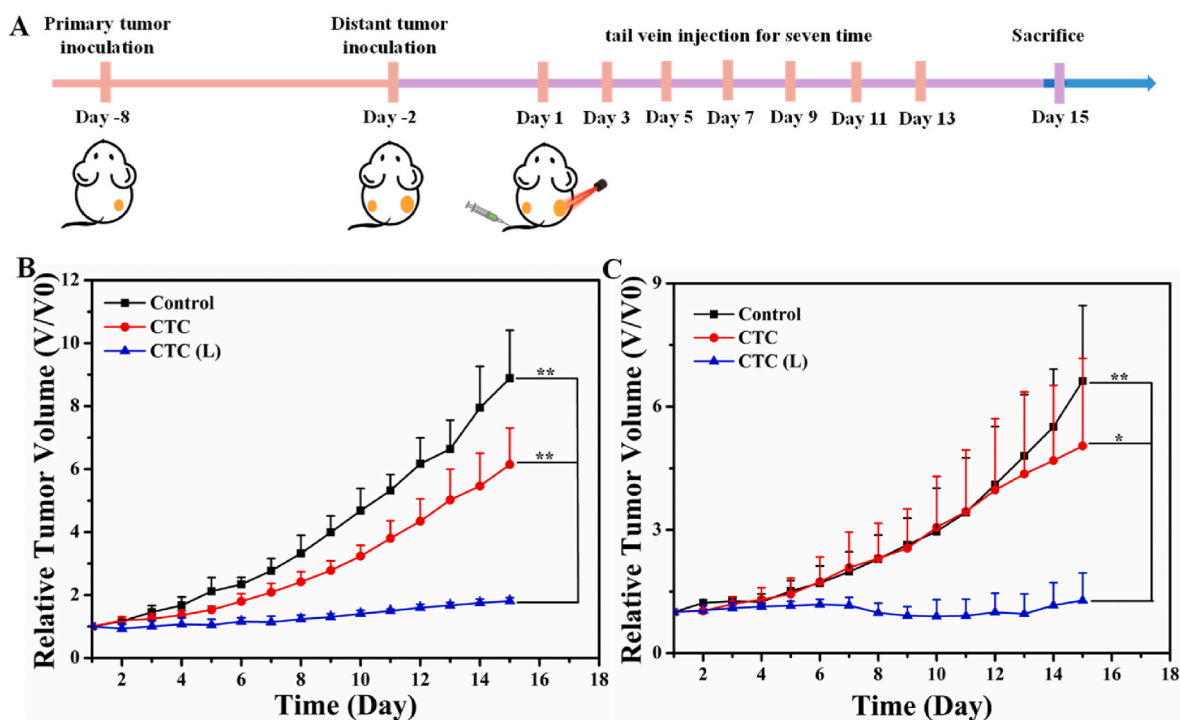 A
Primary tumor
inoculation
Distant tumor
inoculation
tail vein injection for seven time
Sacrifice
Day -8
Day -2
Day 1
Day 3
Day 5
Day 7
Day 9
Day 11
Day 13
Day 15
B
Relative Tumor Volume (V/V0)
12
10
8
6
4
2
0
Control
CTC
CTC (L)
**
**
2 4 6 8 10 12 14 16 18
Time (Day)
C
Relative Tumor Volume (V/V0)
9
6
3
0
Control
CTC
CTC (L)
**
*
2 4 6 8 10 12 14 16 18
Time (Day)